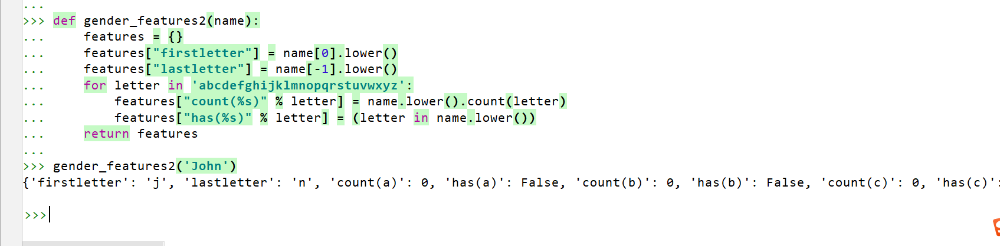 ...
>>> def gender_features2(name):
...     features = {}
...     features["firstletter"] = name[0].lower()
...     features["lastletter"] = name[-1].lower()
...     for letter in 'abcdefghijklmnopqrstuvwxyz':
...         features["count(%s)" % letter] = name.lower().count(letter)
...         features["has(%s)" % letter] = (letter in name.lower())
...     return features
...
>>> gender_features2('John')
{'firstletter': 'j', 'lastletter': 'n', 'count(a)': 0, 'has(a)': False, 'count(b)': 0, 'has(b)': False, 'count(c)': 0, 'has(c)':
>>>